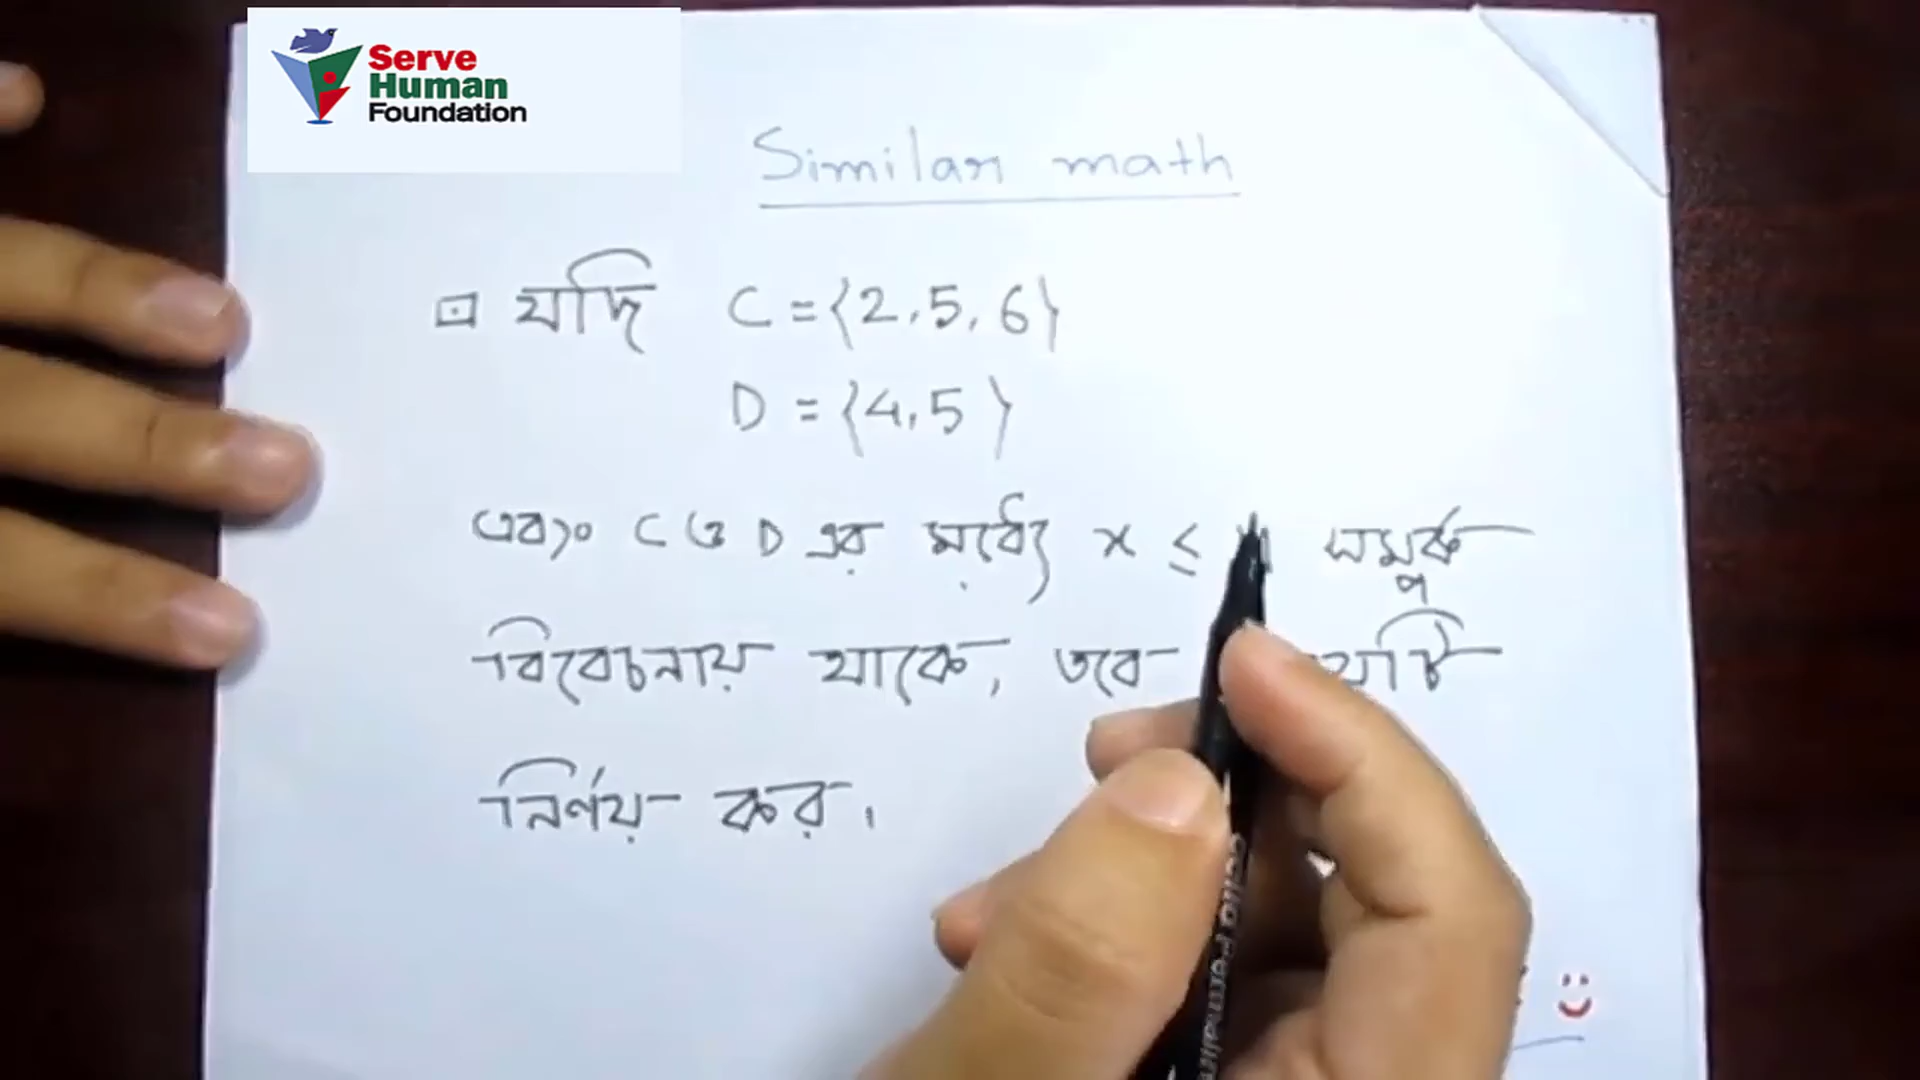 Serve
Human
Foundation
Similar math
যদি C = {2, 5, 6}
D = {4, 5}
এবং C ও D এর মধ্যে x ≤ সম্পর্ক
বিবেচনায় থাকে, তবে
নির্ণয় কর।